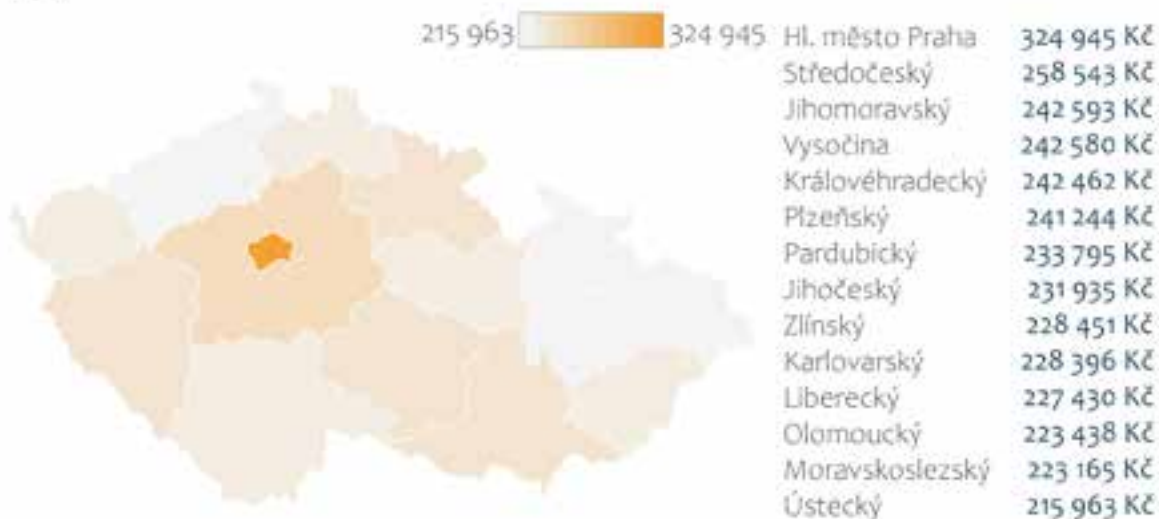 215 963 324 945
Hl. město Praha 324 945 Kč
Středočeský 258 543 Kč
Jihomoravský 242 593 Kč
Vysočina 242 580 Kč
Královéhradecký 242 462 Kč
Plzeňský 241 244 Kč
Pardubický 233 795 Kč
Jihočeský 231 935 Kč
Zlínský 228 451 Kč
Karlovarský 228 396 Kč
Liberecký 227 430 Kč
Olomoucký 223 438 Kč
Moravskoslezský 223 165 Kč
Ústecký 215 963 Kč